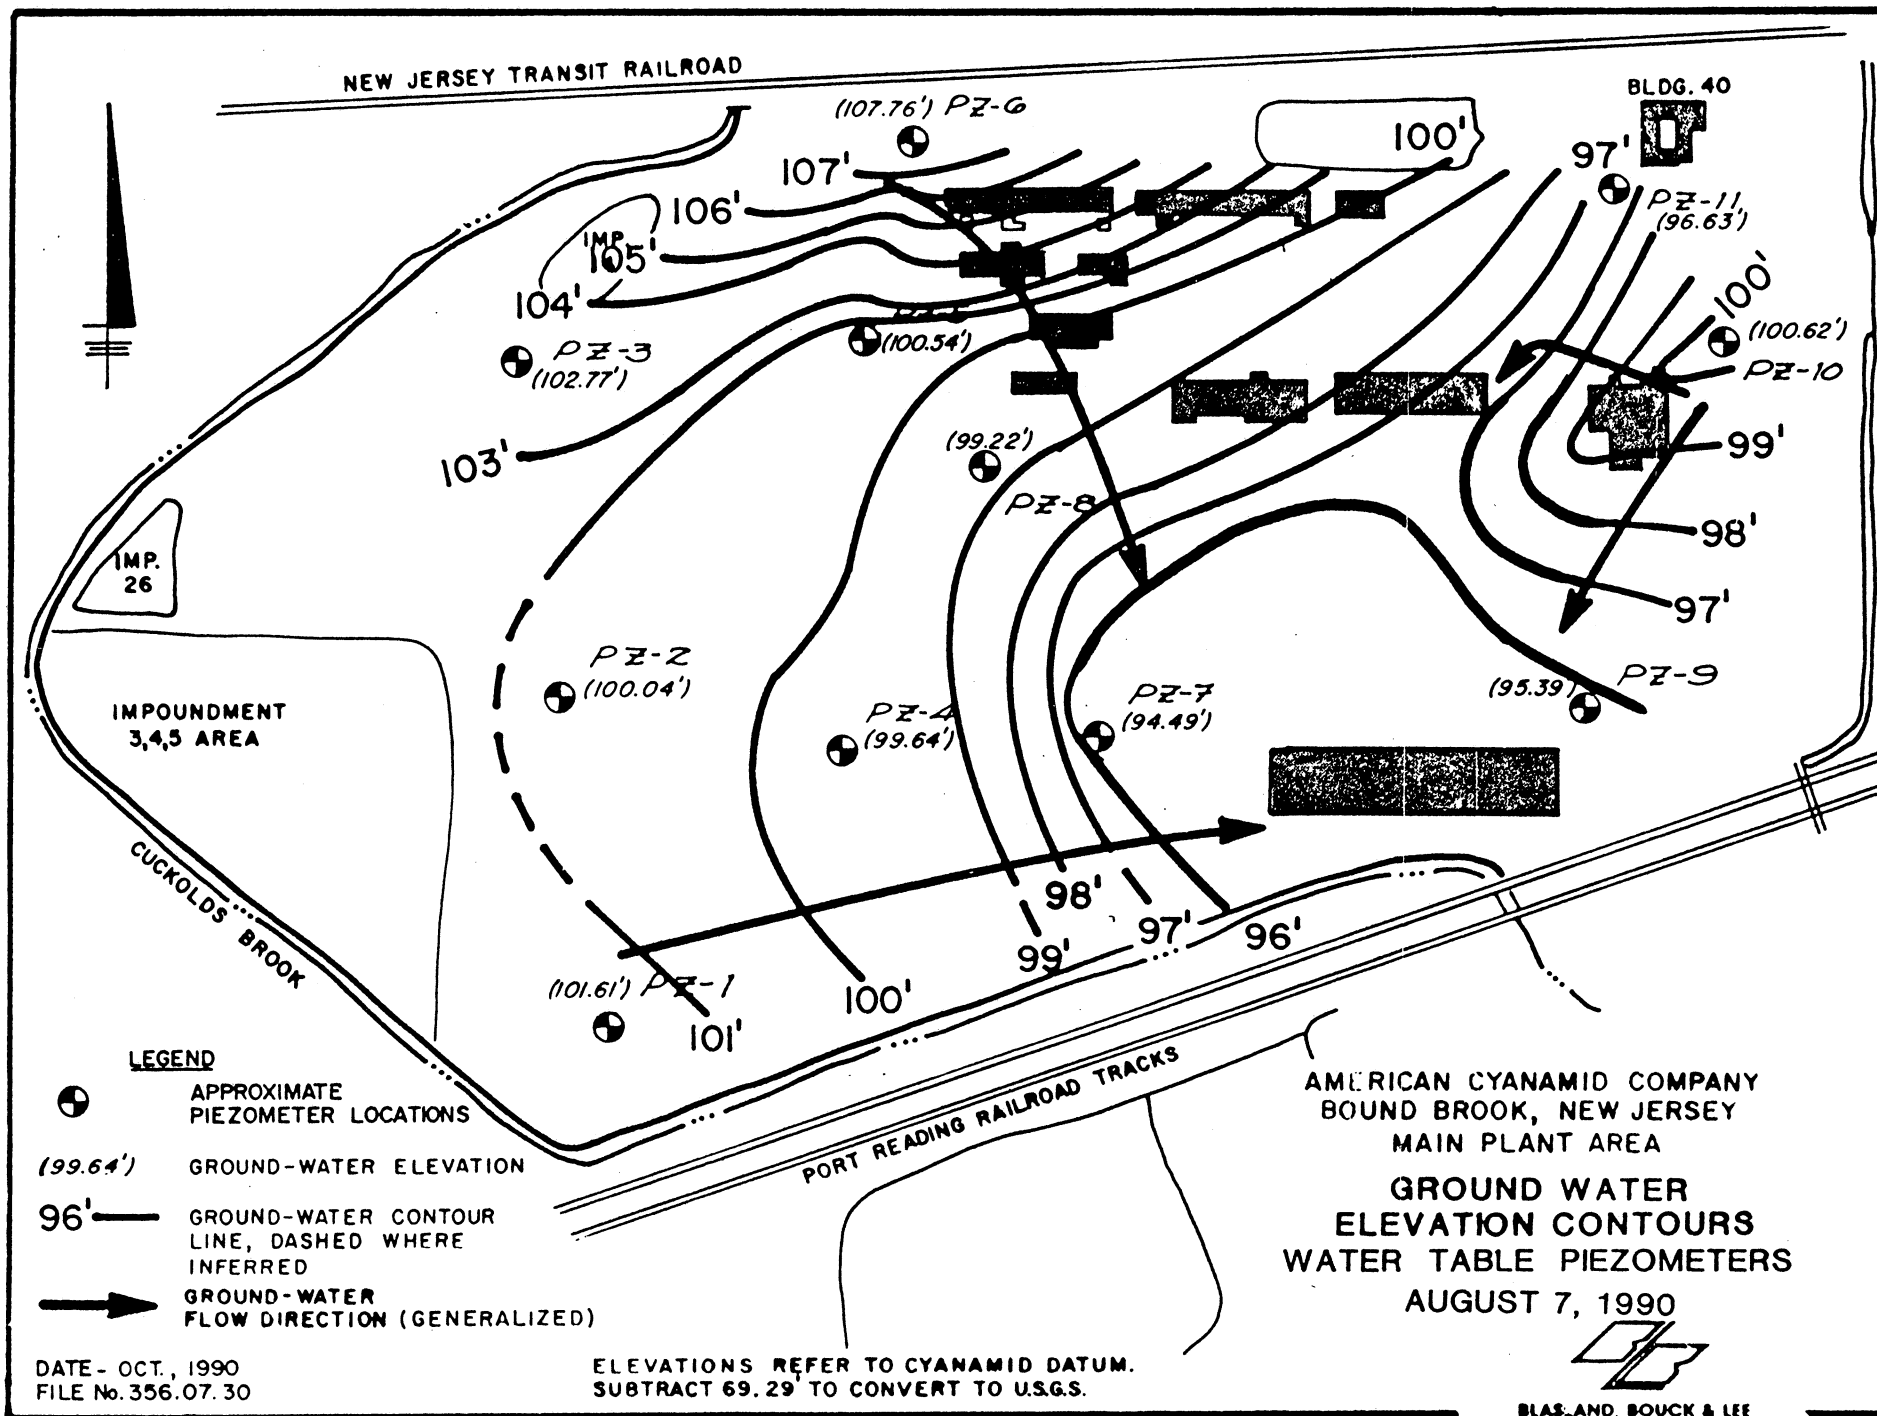 NEW JERSEY TRANSIT RAILROAD
(107.76') PZ-6
BLDG. 40
100'
97'
107'
106'
IMP.
105'
104'
PZ-11
(96.63')
100'
(100.62')
PZ-10
PZ-3
(102.77')
(100.54')
103'
(99.22')
PZ-8
99'
98'
97'
IMP.
26
PZ-2
(100.04')
IMPOUNDMENT
3,4,5 AREA
PZ-4
(99.64')
PZ-7
(94.49')
(95.39)
PZ-9
CUCKOLDS BROOK
98'
97'
96'
99'
100'
101'
(101.61') PZ-1
PORT READING RAILROAD TRACKS
LEGEND
APPROXIMATE
PIEZOMETER LOCATIONS
(99.64') GROUND-WATER ELEVATION
96' GROUND-WATER CONTOUR
LINE, DASHED WHERE
INFERRED
GROUND-WATER
FLOW DIRECTION (GENERALIZED)
DATE- OCT., 1990
FILE No. 356.07.30
ELEVATIONS REFER TO CYANAMID DATUM.
SUBTRACT 69.29' TO CONVERT TO U.S.G.S.
AMERICAN CYANAMID COMPANY
BOUND BROOK, NEW JERSEY
MAIN PLANT AREA
GROUND WATER
ELEVATION CONTOURS
WATER TABLE PIEZOMETERS
AUGUST 7, 1990
BLASLAND, BOUCK & LEE